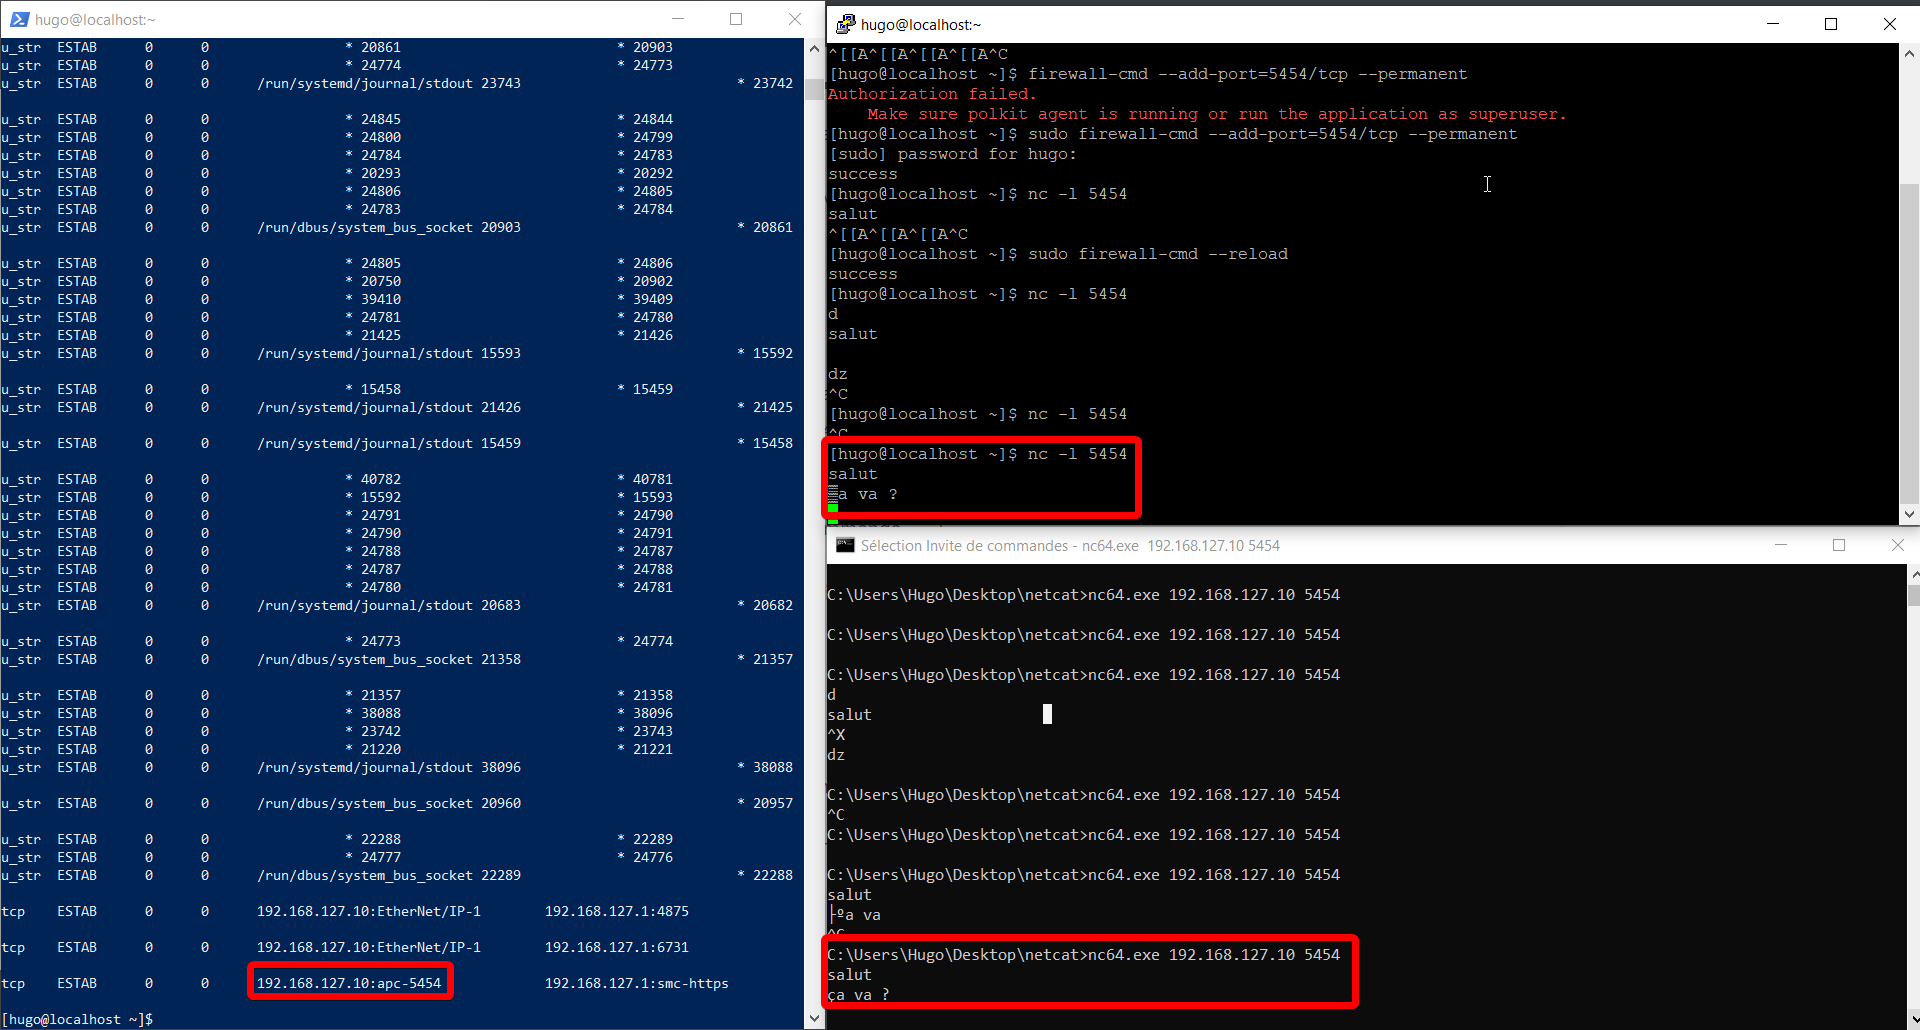 hugo@localhost:~
u_str ESTAB 0 0 * 20861 * 20903
u_str ESTAB 0 0 * 24774 * 24773
u_str ESTAB 0 0 /run/systemd/journal/stdout 23743 * 23742
u_str ESTAB 0 0 * 24845 * 24844
u_str ESTAB 0 0 * 24800 * 24799
u_str ESTAB 0 0 * 24784 * 24783
u_str ESTAB 0 0 * 20293 * 20292
u_str ESTAB 0 0 * 24806 * 24805
u_str ESTAB 0 0 * 24783 * 24784
u_str ESTAB 0 0 /run/dbus/system_bus_socket 20903 * 20861
u_str ESTAB 0 0 * 24805 * 24806
u_str ESTAB 0 0 * 20750 * 20902
u_str ESTAB 0 0 * 39410 * 39409
u_str ESTAB 0 0 * 24781 * 24780
u_str ESTAB 0 0 * 21425 * 21426
u_str ESTAB 0 0 /run/systemd/journal/stdout 15593 * 15592
u_str ESTAB 0 0 * 15458 * 15459
u_str ESTAB 0 0 /run/systemd/journal/stdout 21426 * 21425
u_str ESTAB 0 0 /run/systemd/journal/stdout 15459 * 15458
u_str ESTAB 0 0 * 40782 * 40781
u_str ESTAB 0 0 * 15592 * 15593
u_str ESTAB 0 0 * 24791 * 24790
u_str ESTAB 0 0 * 24790 * 24791
u_str ESTAB 0 0 * 24788 * 24787
u_str ESTAB 0 0 * 24787 * 24788
u_str ESTAB 0 0 * 24780 * 24781
u_str ESTAB 0 0 /run/systemd/journal/stdout 20683 * 20682
u_str ESTAB 0 0 * 24773 * 24774
u_str ESTAB 0 0 /run/dbus/system_bus_socket 21358 * 21357
u_str ESTAB 0 0 * 21357 * 21358
u_str ESTAB 0 0 * 38088 * 38096
u_str ESTAB 0 0 * 23742 * 23743
u_str ESTAB 0 0 * 21220 * 21221
u_str ESTAB 0 0 /run/systemd/journal/stdout 38096 * 38088
u_str ESTAB 0 0 /run/dbus/system_bus_socket 20960 * 20957
u_str ESTAB 0 0 * 22288 * 22289
u_str ESTAB 0 0 * 24777 * 24776
u_str ESTAB 0 0 /run/dbus/system_bus_socket 22289 * 22288
tcp ESTAB 0 0 192.168.127.10:EtherNet/IP-1 192.168.127.1:4875
tcp ESTAB 0 0 192.168.127.10:EtherNet/IP-1 192.168.127.1:6731
tcp ESTAB 0 0 192.168.127.10:apc-5454 192.168.127.1:smc-https
[hugo@localhost ~]$
hugo@localhost:~
^[[A^[[A^[[A^[[A^C
[hugo@localhost ~]$ firewall-cmd --add-port=5454/tcp --permanent
Authorization failed.
Make sure polkit agent is running or run the application as superuser.
[hugo@localhost ~]$ sudo firewall-cmd --add-port=5454/tcp --permanent
[sudo] password for hugo:
success
[hugo@localhost ~]$ nc -l 5454
salut
^[[A^[[A^[[A^C
[hugo@localhost ~]$ sudo firewall-cmd --reload
success
[hugo@localhost ~]$ nc -l 5454
d
salut
dz
^C
[hugo@localhost ~]$ nc -l 5454
^C
[hugo@localhost ~]$ nc -l 5454
salut
a va ?
Sélection Invite de commandes - nc64.exe 192.168.127.10 5454
C:\Users\Hugo\Desktop\netcat>nc64.exe 192.168.127.10 5454
C:\Users\Hugo\Desktop\netcat>nc64.exe 192.168.127.10 5454
C:\Users\Hugo\Desktop\netcat>nc64.exe 192.168.127.10 5454
d
salut
^X
dz
C:\Users\Hugo\Desktop\netcat>nc64.exe 192.168.127.10 5454
^C
C:\Users\Hugo\Desktop\netcat>nc64.exe 192.168.127.10 5454
C:\Users\Hugo\Desktop\netcat>nc64.exe 192.168.127.10 5454
salut
├ºa va
^C
C:\Users\Hugo\Desktop\netcat>nc64.exe 192.168.127.10 5454
salut
ça va ?